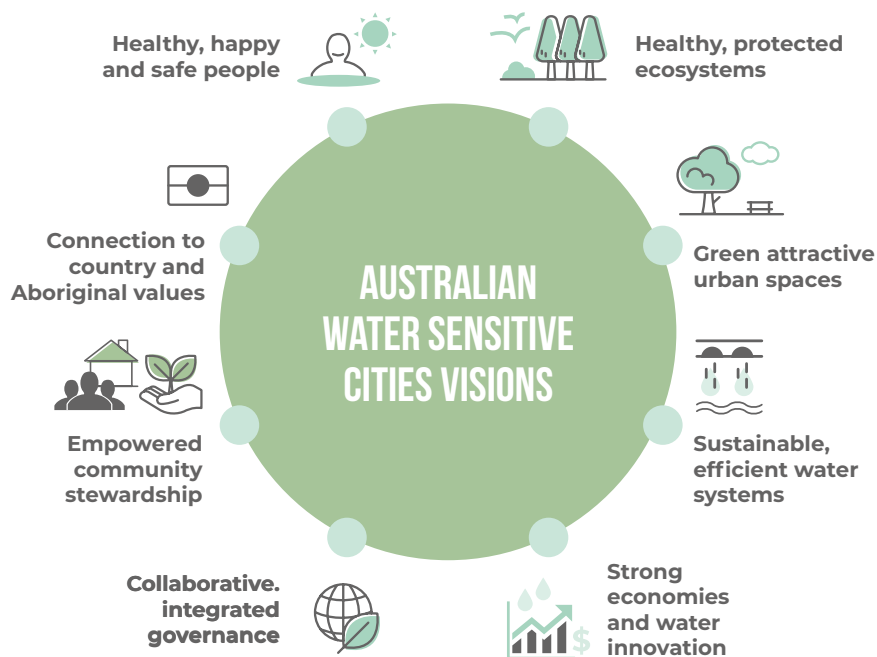 Healthy, happy
and safe people
Healthy, protected
ecosystems
Connection to
country and
Aboriginal values
Green attractive
urban spaces
AUSTRALIAN
WATER SENSITIVE
CITIES VISIONS
Empowered
community
stewardship
Sustainable,
efficient water
systems
Collaborative.
integrated
governance
Strong
economies
and water
innovation
$